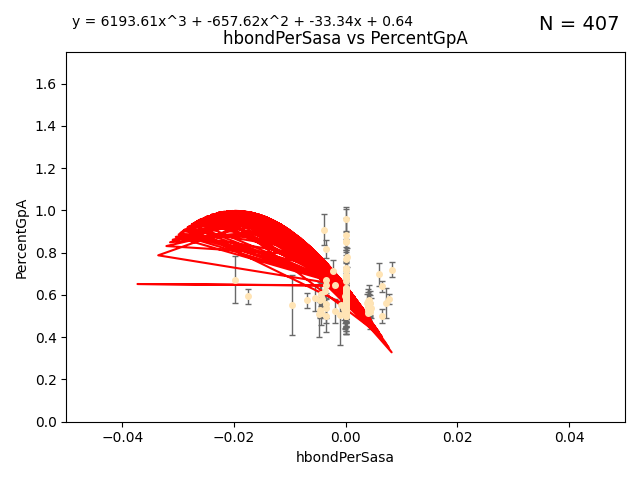 y = 6193.61x^3 + -657.62x^2 + -33.34x + 0.64
N = 407
hbondPerSasa vs PercentGpA
1.6
1.4
1.2
1.0
0.8
0.6
0.4
0.2
0.0
PercentGpA
−0.04 −0.02 0.00 0.02 0.04
hbondPerSasa